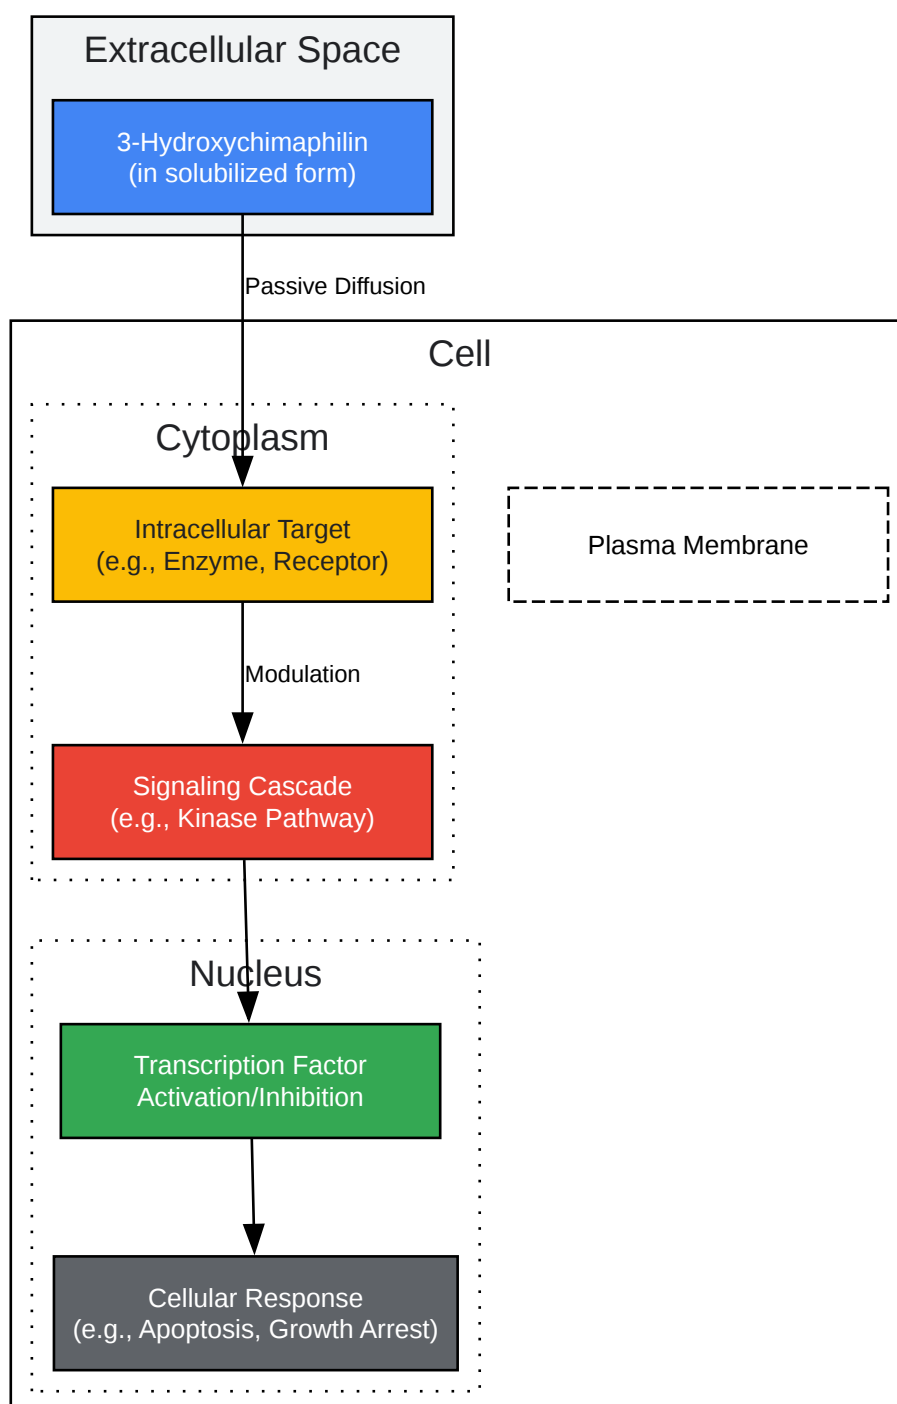 Extracellular Space
3-Hydroxychimaphilin
(in solubilized form)
Passive Diffusion
Cell
Cytoplasm
Intracellular Target
(e.g., Enzyme, Receptor)
Plasma Membrane
Modulation
Signaling Cascade
(e.g., Kinase Pathway)
Nucleus
Transcription Factor
Activation/Inhibition
Cellular Response
(e.g., Apoptosis, Growth Arrest)